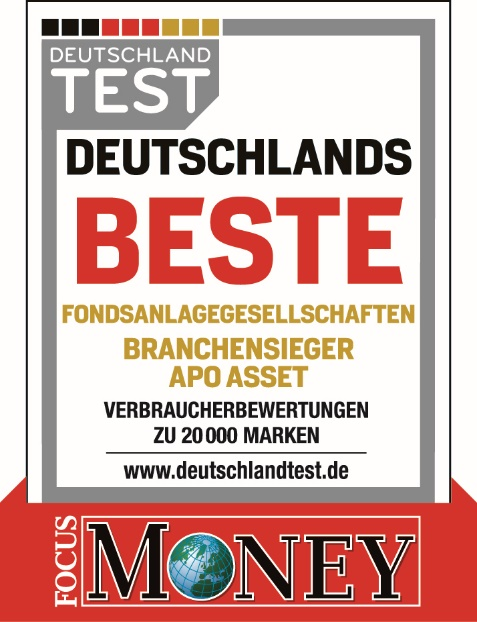 DEUTSCHLAND
TEST
DEUTSCHLANDS
BESTE
FONDSANLAGEGESELLSCHAFTEN
BRANCHENSIEGER
APO ASSET
VERBRAUCHERBEWERTUNGEN
ZU 20 000 MARKEN
www.deutschlandtest.de
FOCUS
MONEY